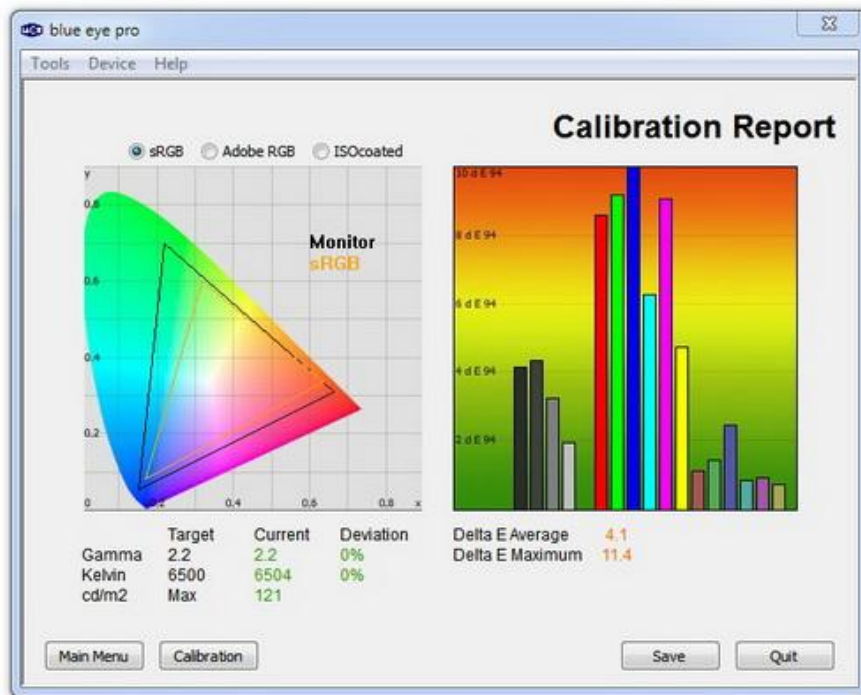 blue eye pro
Tools Device Help
Calibration Report
sRGB Adobe RGB ISOcoated
y
0.8
0.6
0.4
0.2
0 0.2 0.4 0.6 0.8 x
Monitor
sRGB
10 d E 94
8 d E 94
6 d E 94
4 d E 94
2 d E 94
Target Current Deviation
Gamma 2.2 2.2 0%
Kelvin 6500 6504 0%
cd/m2 Max 121
Delta E Average 4.1
Delta E Maximum 11.4
Main Menu Calibration Save Quit